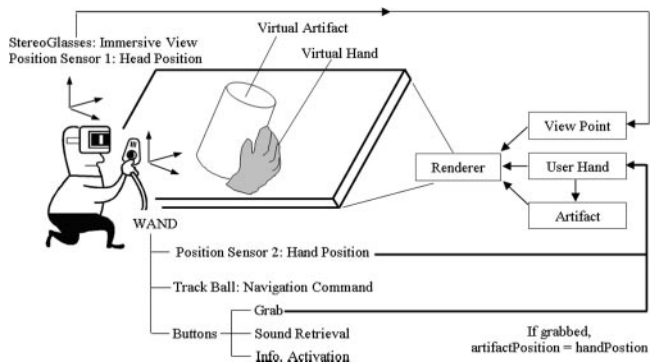 Virtual Artifact
Virtual Hand
StereoGlasses: Immersive View
Position Sensor 1: Head Position
View Point
Renderer
User Hand
Artifact
WAND
Position Sensor 2: Hand Position
Track Ball: Navigation Command
Grab
Buttons
Sound Retrieval
Info. Activation
If grabbed,
artifactPosition = handPostion